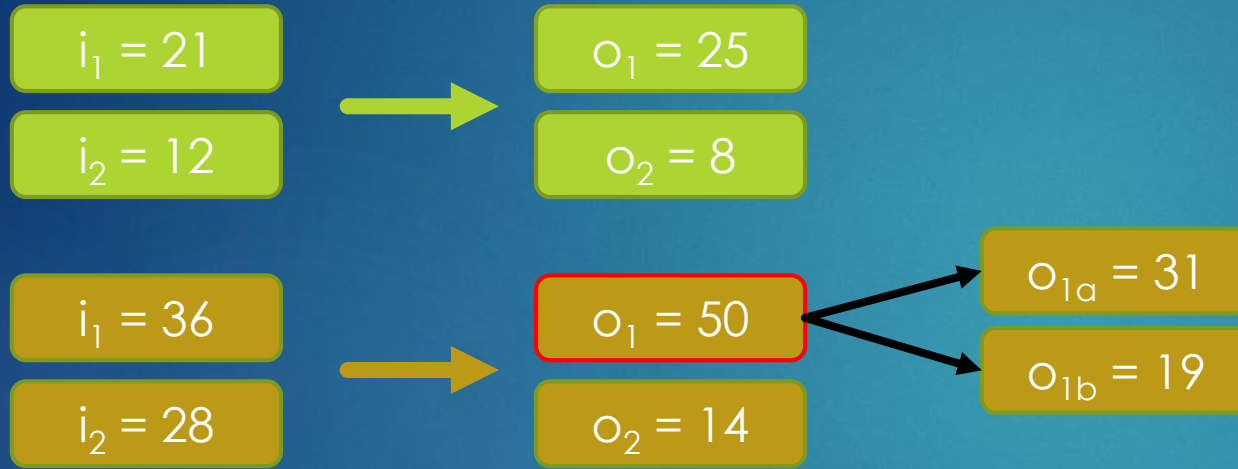 i₁ = 21
o₁ = 25
i₂ = 12
o₂ = 8
i₁ = 36
o₁ = 50
o₁ₐ = 31
i₂ = 28
o₂ = 14
o₁b = 19